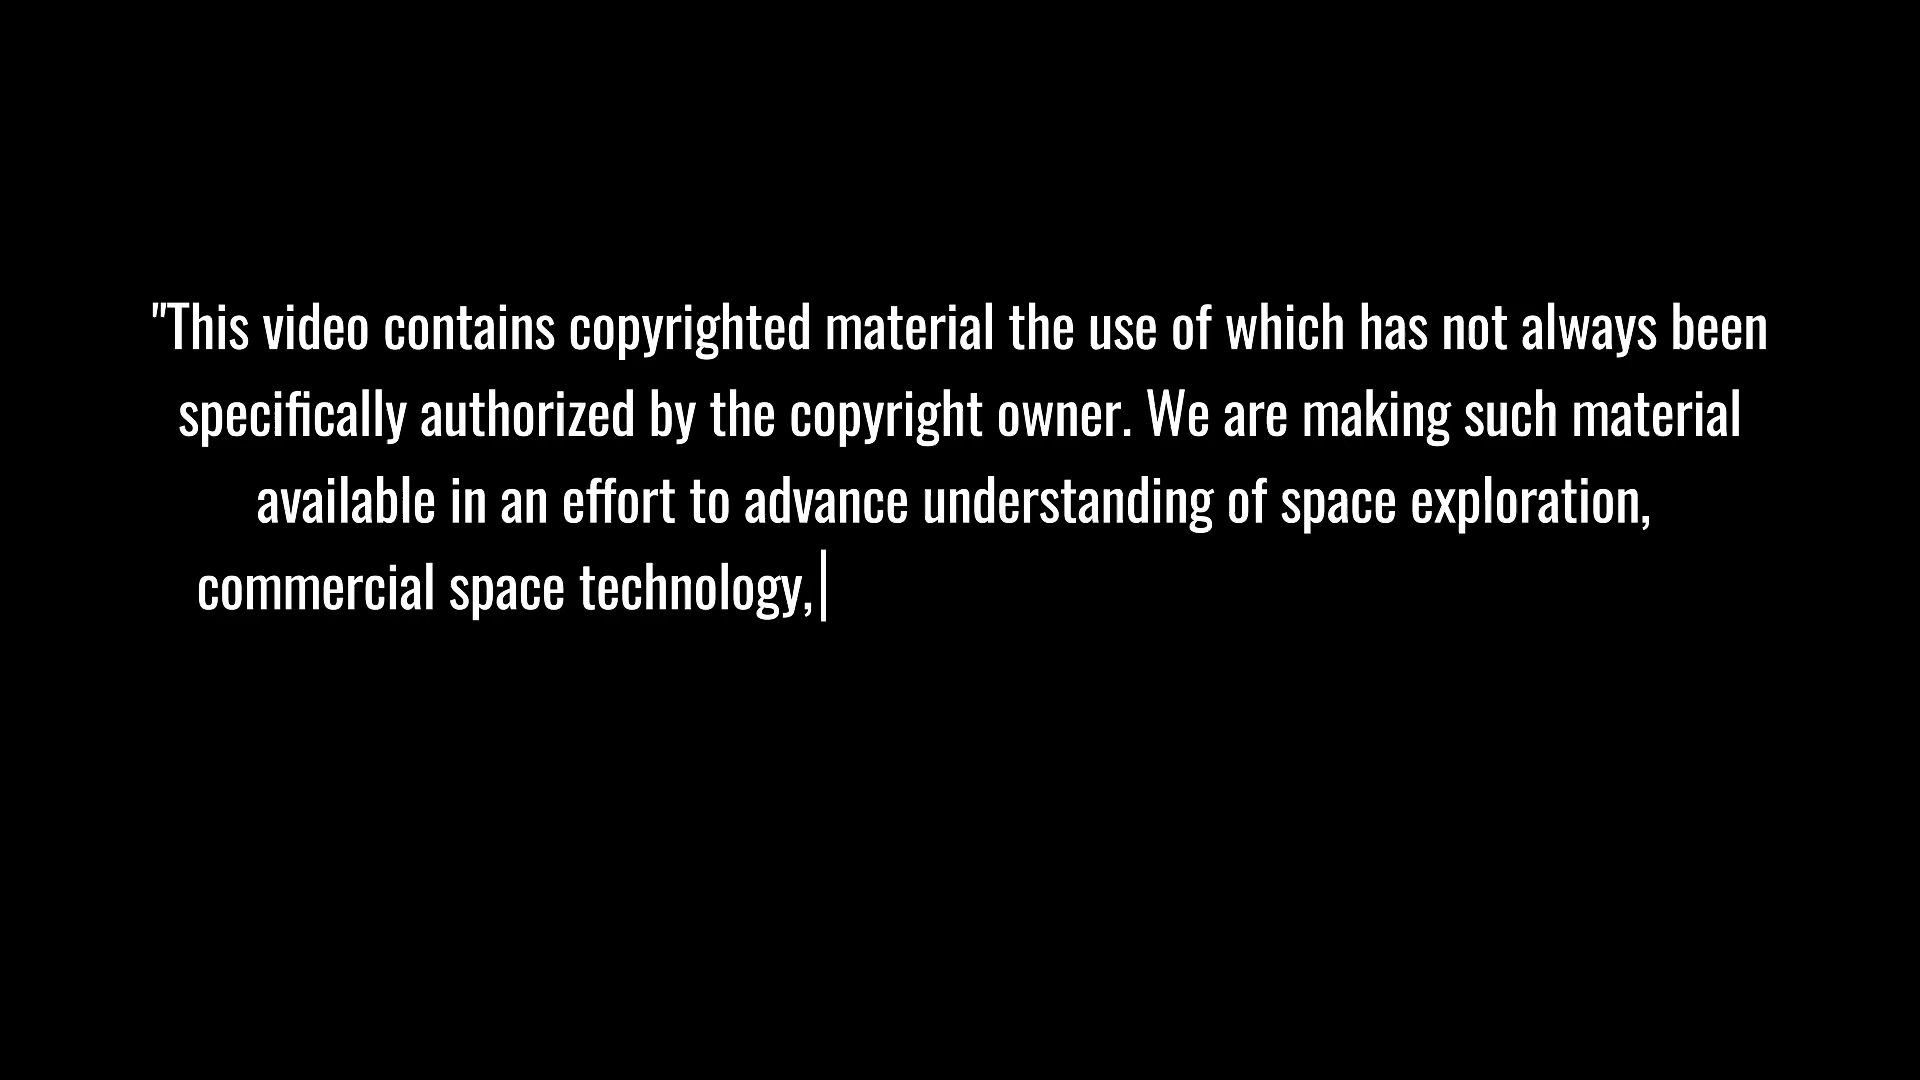 "This video contains copyrighted material the use of which has not always been
specifically authorized by the copyright owner. We are making such material
available in an effort to advance understanding of space exploration,
commercial space technology,